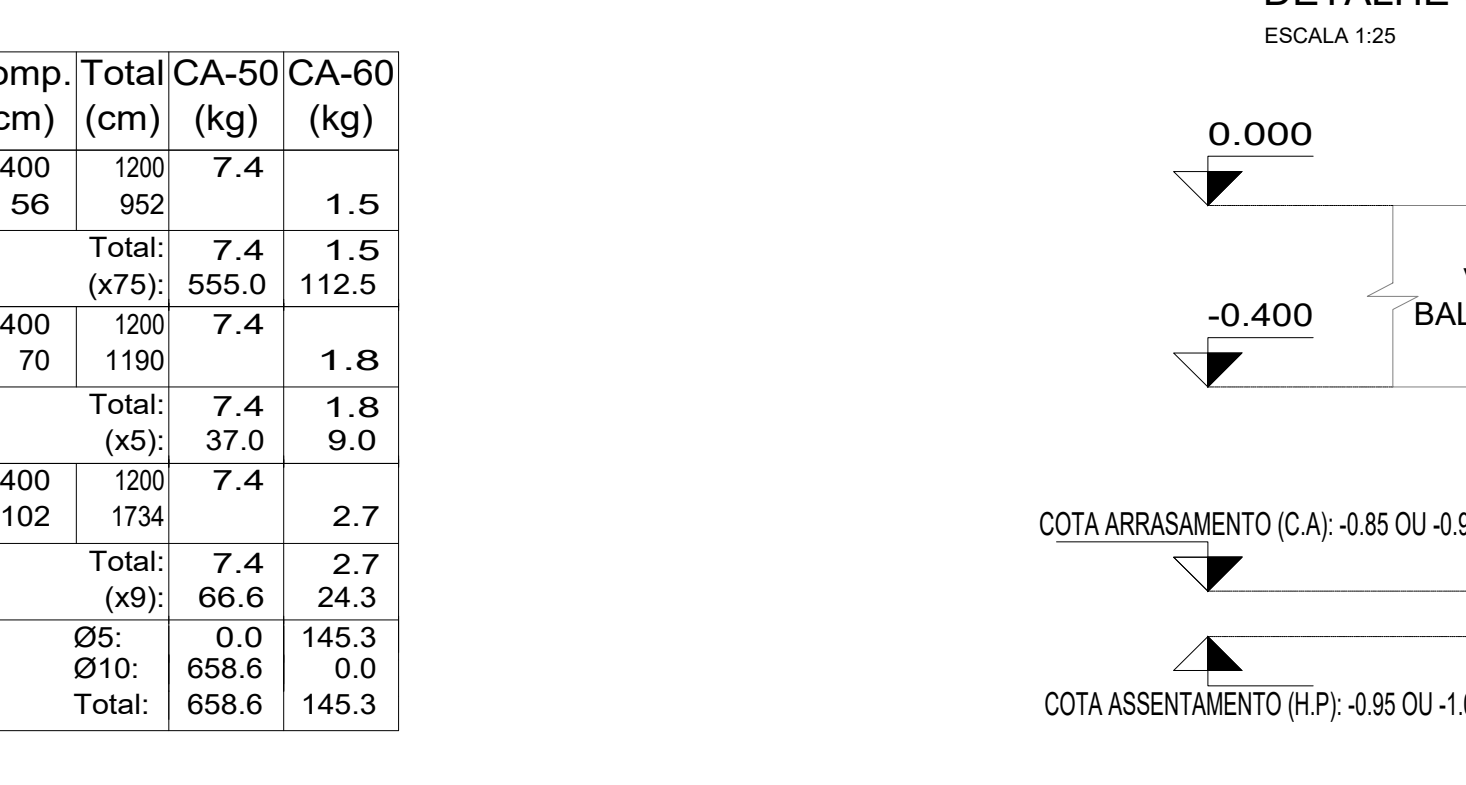 omp. Total CA-50 CA-60
cm) (cm) (kg) (kg)
400 1200 7.4
56 952 1.5
Total: 7.4 1.5
(x75): 555.0 112.5
400 1200 7.4
70 1190 1.8
Total: 7.4 1.8
(x5): 37.0 9.0
400 1200 7.4
102 1734 2.7
Total: 7.4 2.7
(x9): 66.6 24.3
Ø5: 0.0 145.3
Ø10: 658.6 0.0
Total: 658.6 145.3
DETALHE
ESCALA 1:25
0.000
-0.400
BAL
COTA ARRASAMENTO (C.A): -0.85 OU -0.9
COTA ASSENTAMENTO (H.P): -0.95 OU -1.0